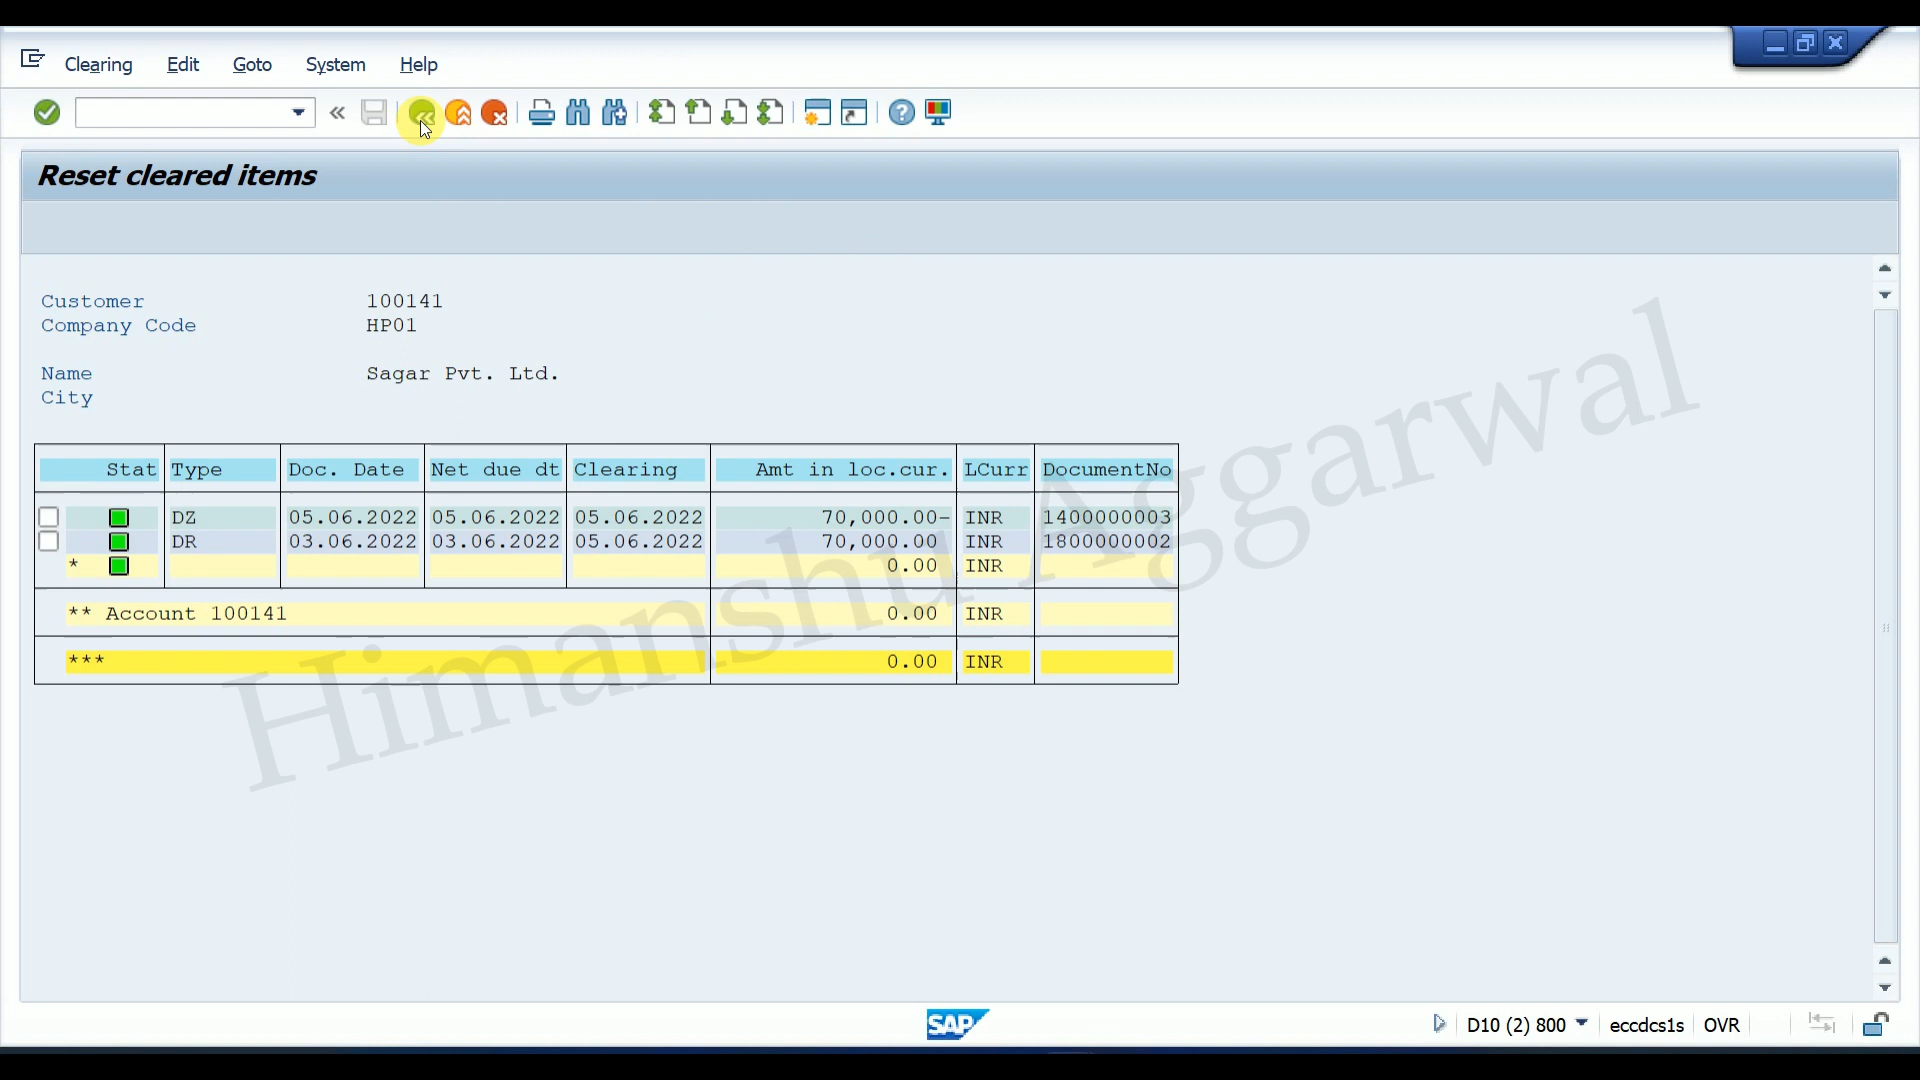 Clearing Edit Goto System Help
Reset cleared items
Customer 100141
Company Code HP01
Name Sagar Pvt. Ltd.
City
Stat Type Doc. Date Net due dt Clearing Amt in loc.cur. LCurr DocumentNo
DZ 05.06.2022 05.06.2022 05.06.2022 70,000.00- INR 1400000003
DR 03.06.2022 03.06.2022 05.06.2022 70,000.00 INR 1800000002
* 0.00 INR
** Account 100141 0.00 INR
*** 0.00 INR
Himanshu Aggarwal
SAP D10 (2) 800 eccdcs1s OVR